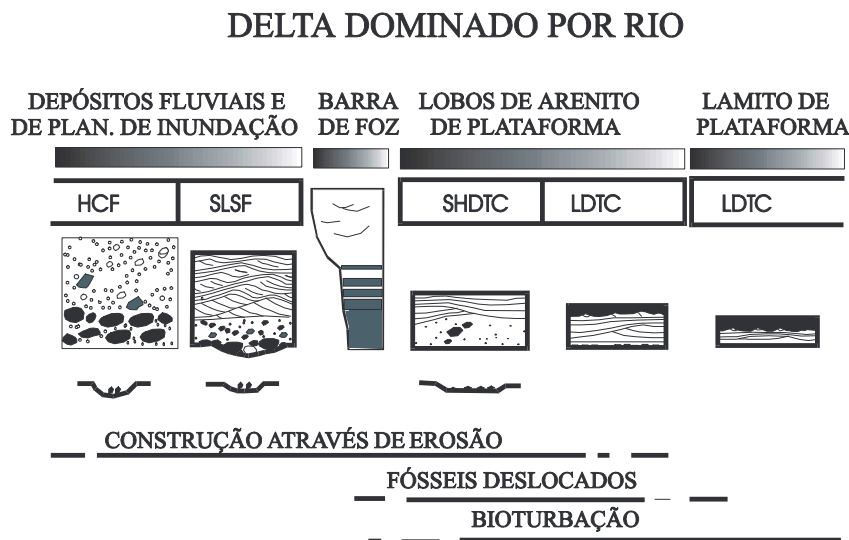 DELTA DOMINADO POR RIO
DEPÓSITOS FLUVIAIS E
DE PLAN. DE INUNDAÇÃO
BARRA
DE FOZ
LOBOS DE ARENITO
DE PLATAFORMA
LAMITO DE
PLATAFORMA
HCF
SLSF
SHDTC
LDTC
LDTC
CONSTRUÇÃO ATRAVÉS DE EROSÃO
FÓSSEIS DESLOCADOS
BIOTURBAÇÃO